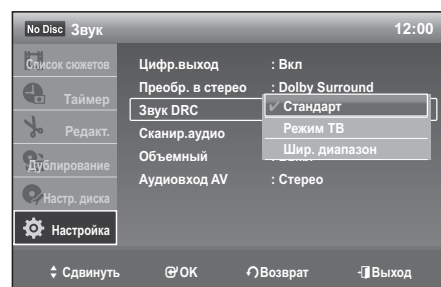 No Disc Звук 12:00
Список сюжетов
Таймер
Редакт.
Дублирование
Настр. диска
Настройка
Цифр.выход : Вкл
Преобр. в стерео : Dolby Surround
Звук DRC ✓ Стандарт
Сканир.аудио Режим ТВ
Объемный Шир. диапазон
Аудиовход AV : Стерео
Сдвинуть OK Возврат Выход